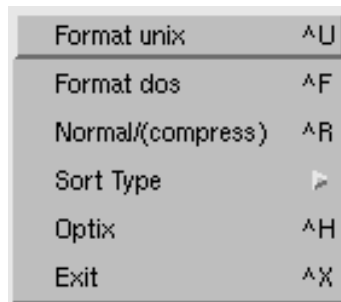 Format unix ^U
Format dos ^F
Normal/(compress) ^R
Sort Type
Optix ^H
Exit ^X